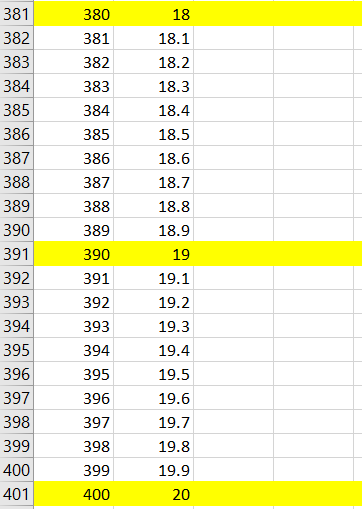 381 380 18
382 381 18.1
383 382 18.2
384 383 18.3
385 384 18.4
386 385 18.5
387 386 18.6
388 387 18.7
389 388 18.8
390 389 18.9
391 390 19
392 391 19.1
393 392 19.2
394 393 19.3
395 394 19.4
396 395 19.5
397 396 19.6
398 397 19.7
399 398 19.8
400 399 19.9
401 400 20